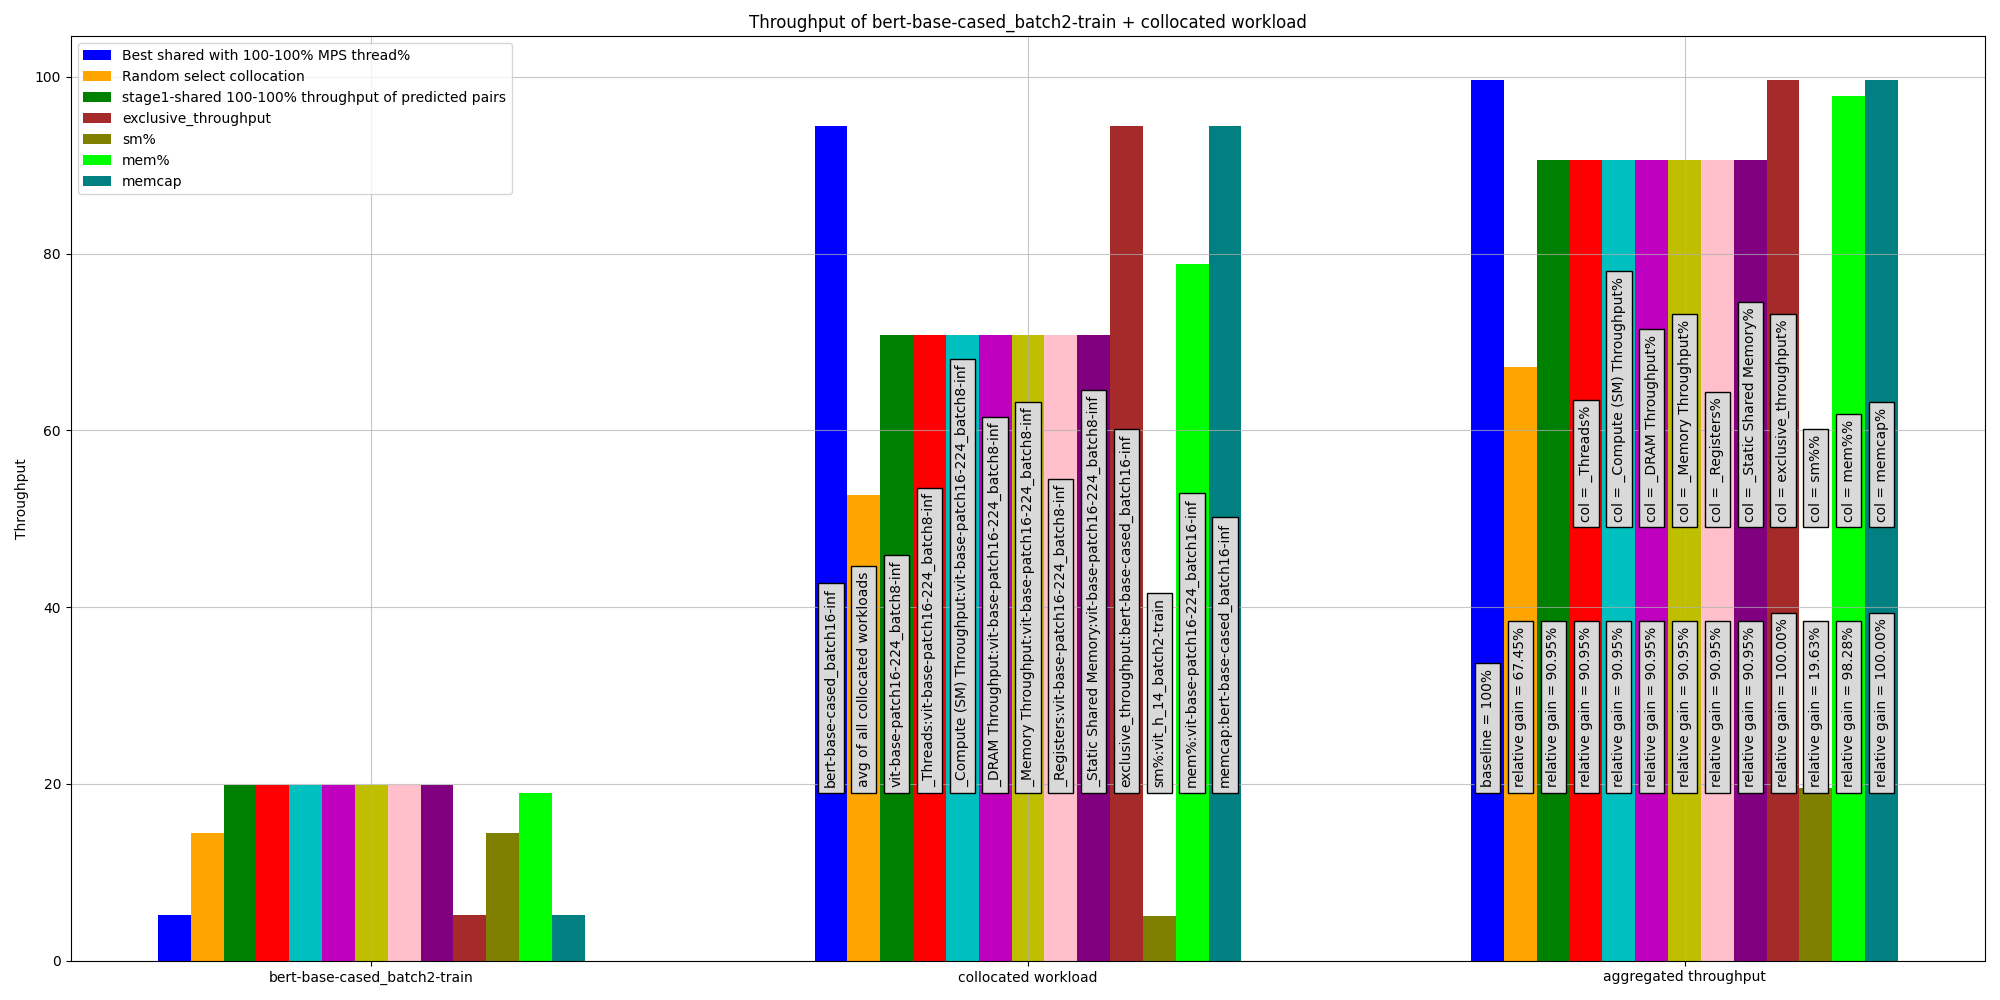 Throughput of bert-base-cased_batch2-train + collocated workload
Best shared with 100-100% MPS thread%
Random select collocation
stage1-shared 100-100% throughput of predicted pairs
exclusive_throughput
sm%
mem%
memcap
Throughput
100
80
60
40
20
0
bert-base-cased_batch16-inf
avg of all collocated workloads
vit-base-patch16-224_batch8-inf
_Threads:vit-base-patch16-224_batch8-inf
_Compute (SM) Throughput:vit-base-patch16-224_batch8-inf
_DRAM Throughput:vit-base-patch16-224_batch8-inf
_Memory Throughput:vit-base-patch16-224_batch8-inf
_Registers:vit-base-patch16-224_batch8-inf
_Static Shared Memory:vit-base-patch16-224_batch8-inf
exclusive_throughput:bert-base-cased_batch16-inf
sm%:vit_h_14_batch2-train
mem%:vit-base-patch16-224_batch16-inf
memcap:bert-base-cased_batch16-inf
col = _Threads%
col = _Compute (SM) Throughput%
col = _DRAM Throughput%
col = _Memory Throughput%
col = _Registers%
col = _Static Shared Memory%
col = exclusive_throughput%
col = sm%%
col = mem%%
col = memcap%
baseline = 100%
relative gain = 67.45%
relative gain = 90.95%
relative gain = 90.95%
relative gain = 90.95%
relative gain = 90.95%
relative gain = 90.95%
relative gain = 90.95%
relative gain = 90.95%
relative gain = 100.00%
relative gain = 19.63%
relative gain = 98.28%
relative gain = 100.00%
bert-base-cased_batch2-train
collocated workload
aggregated throughput